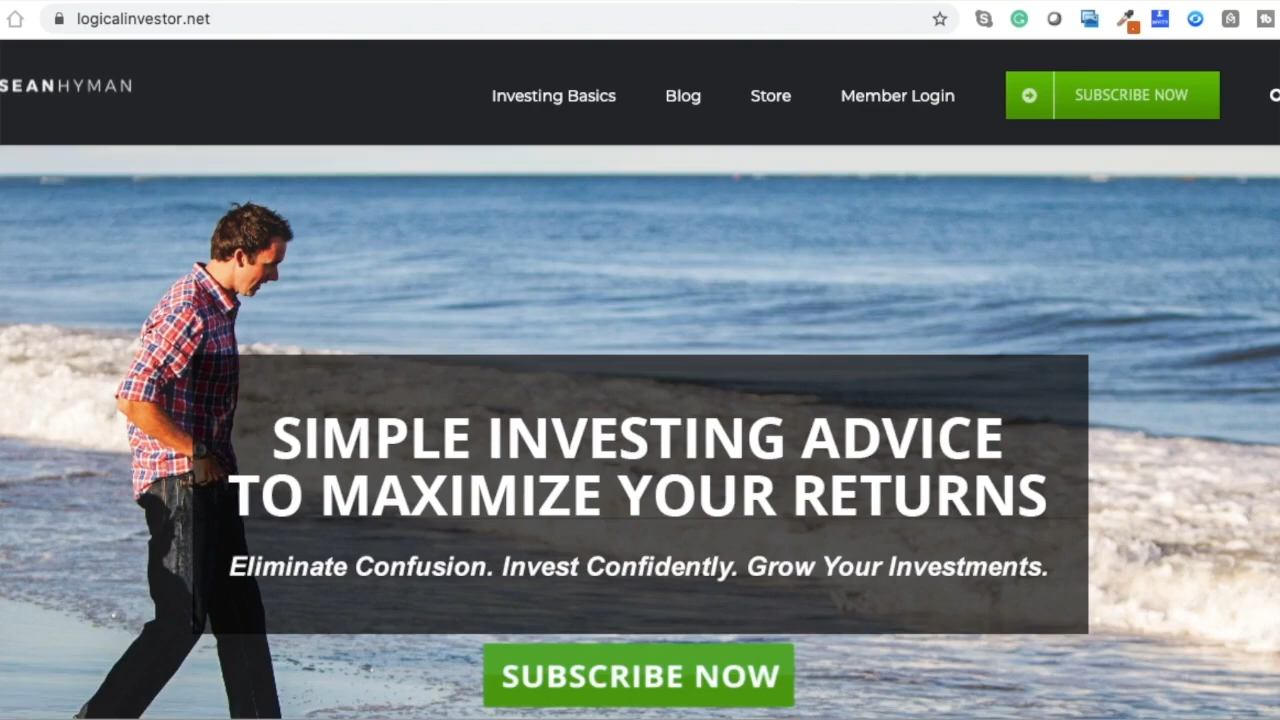 logicalinvestor.net
SEANHYMAN
Investing Basics
Blog
Store
Member Login
SUBSCRIBE NOW
SIMPLE INVESTING ADVICE
TO MAXIMIZE YOUR RETURNS
Eliminate Confusion. Invest Confidently. Grow Your Investments.
SUBSCRIBE NOW